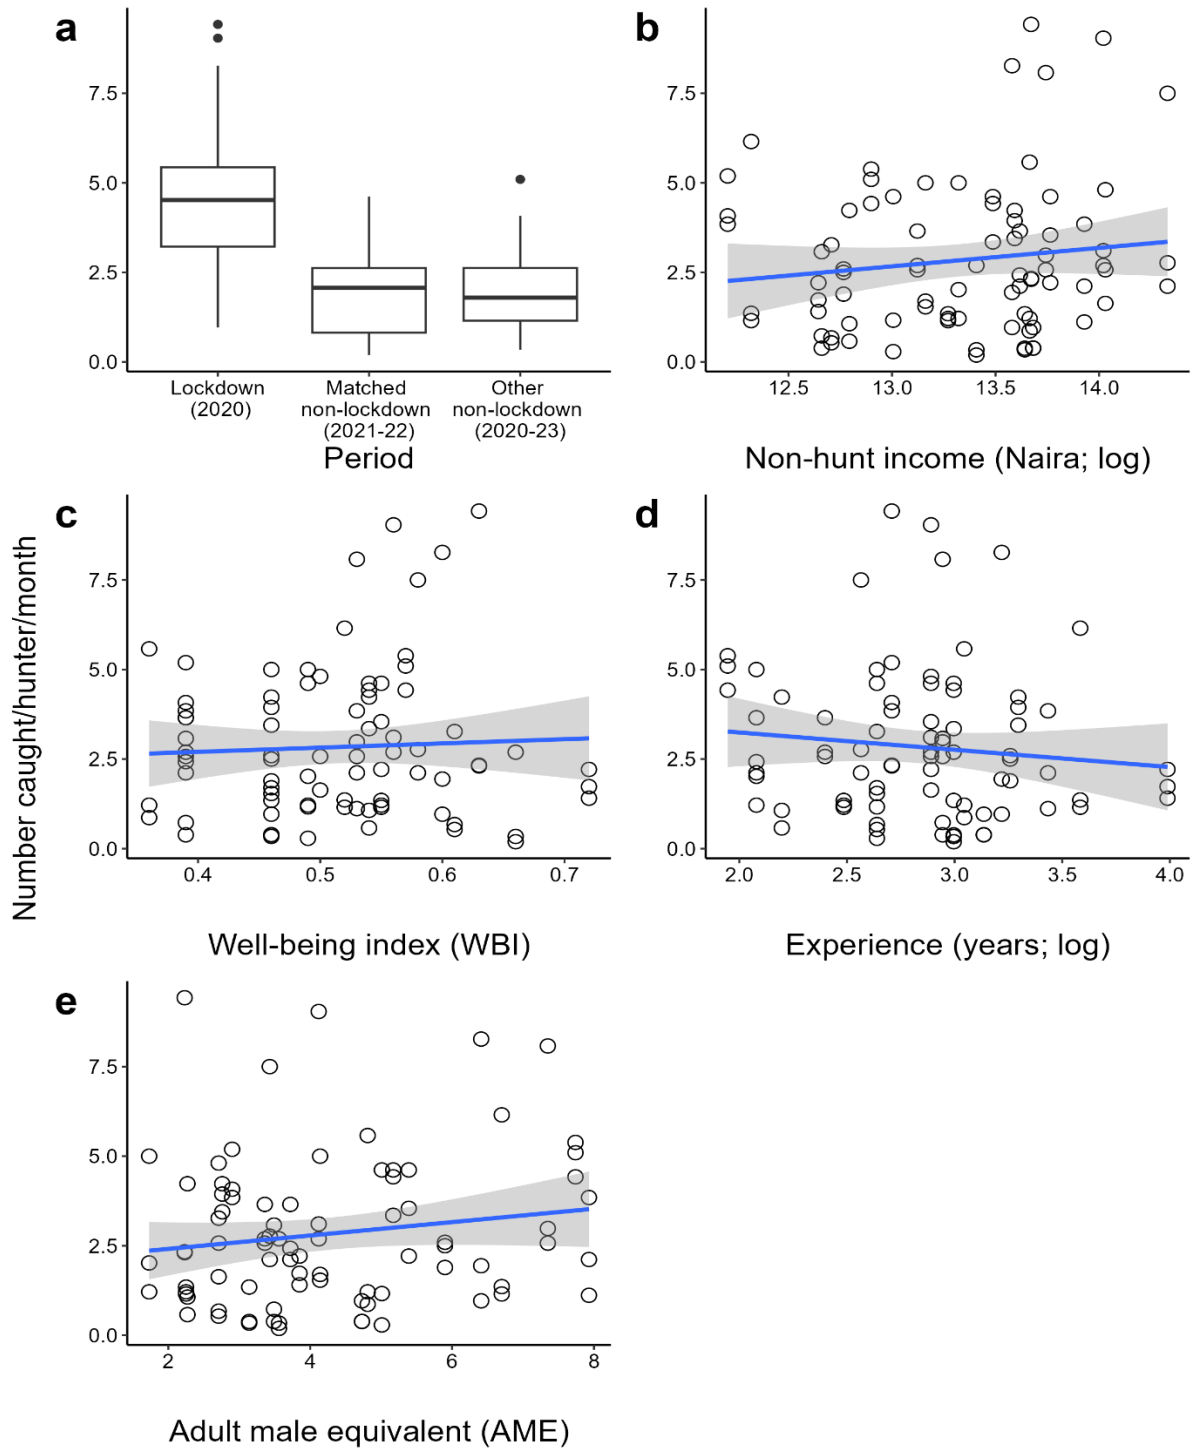 a
7.5
5.0
2.5
0.0
Lockdown
(2020)
Matched
non-lockdown
(2021-22)
Other
non-lockdown
(2020-23)
Period
b
7.5
5.0
2.5
0.0
12.5 13.0 13.5 14.0
Non-hunt income (Naira; log)
Number caught/hunter/month
c
7.5
5.0
2.5
0.0
0.4 0.5 0.6 0.7
Well-being index (WBI)
d
7.5
5.0
2.5
0.0
2.0 2.5 3.0 3.5 4.0
Experience (years; log)
e
7.5
5.0
2.5
0.0
2 4 6 8
Adult male equivalent (AME)